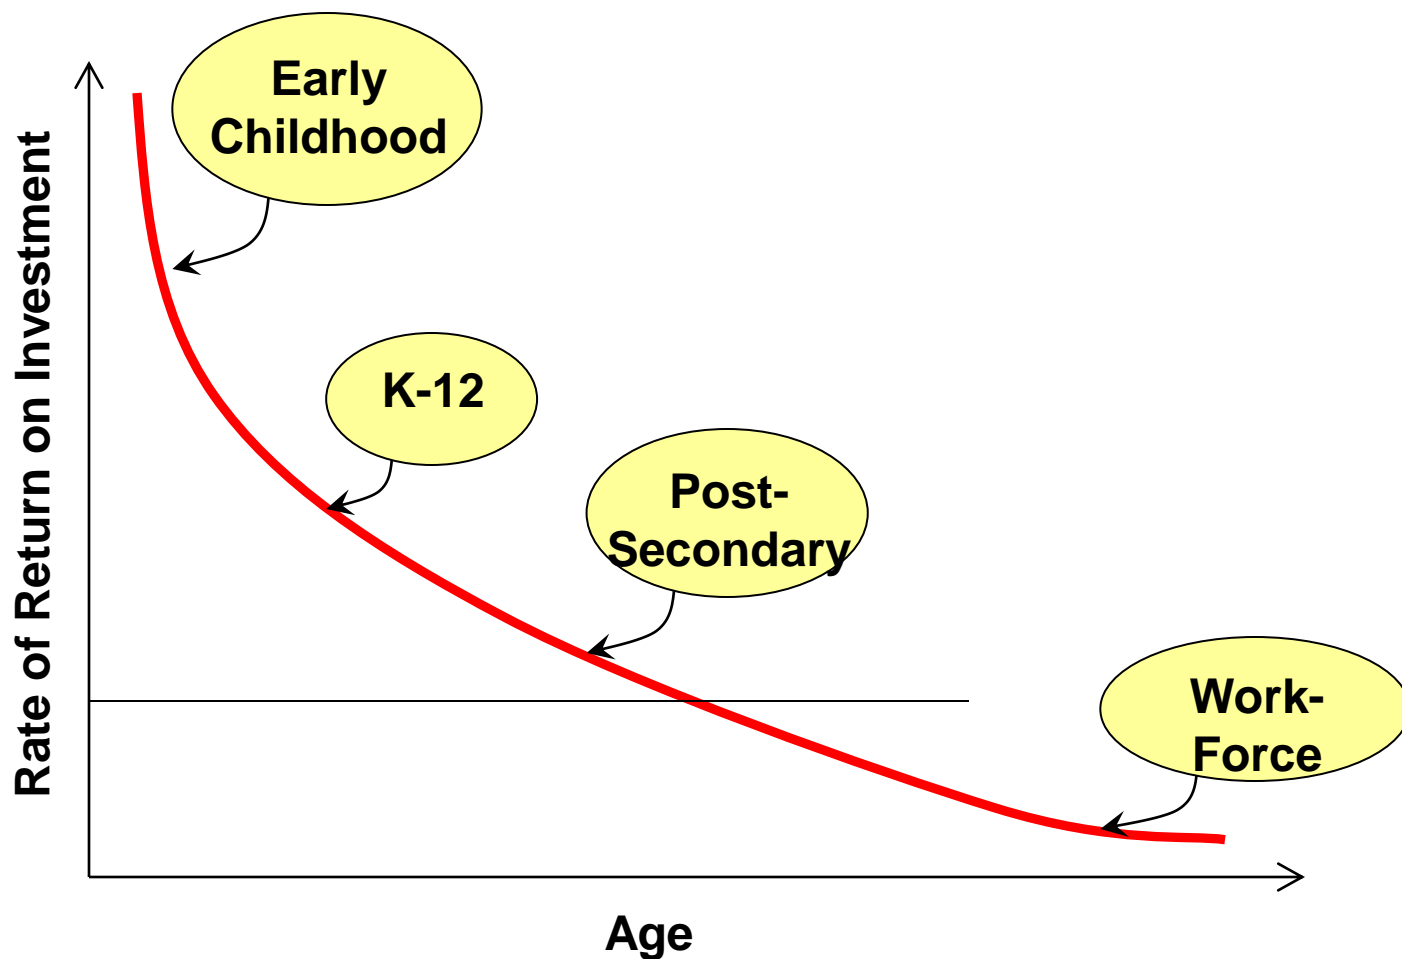 Early
Childhood
Rate of Return on Investment
K-12
Post-
Secondary
Work-
Force
Age